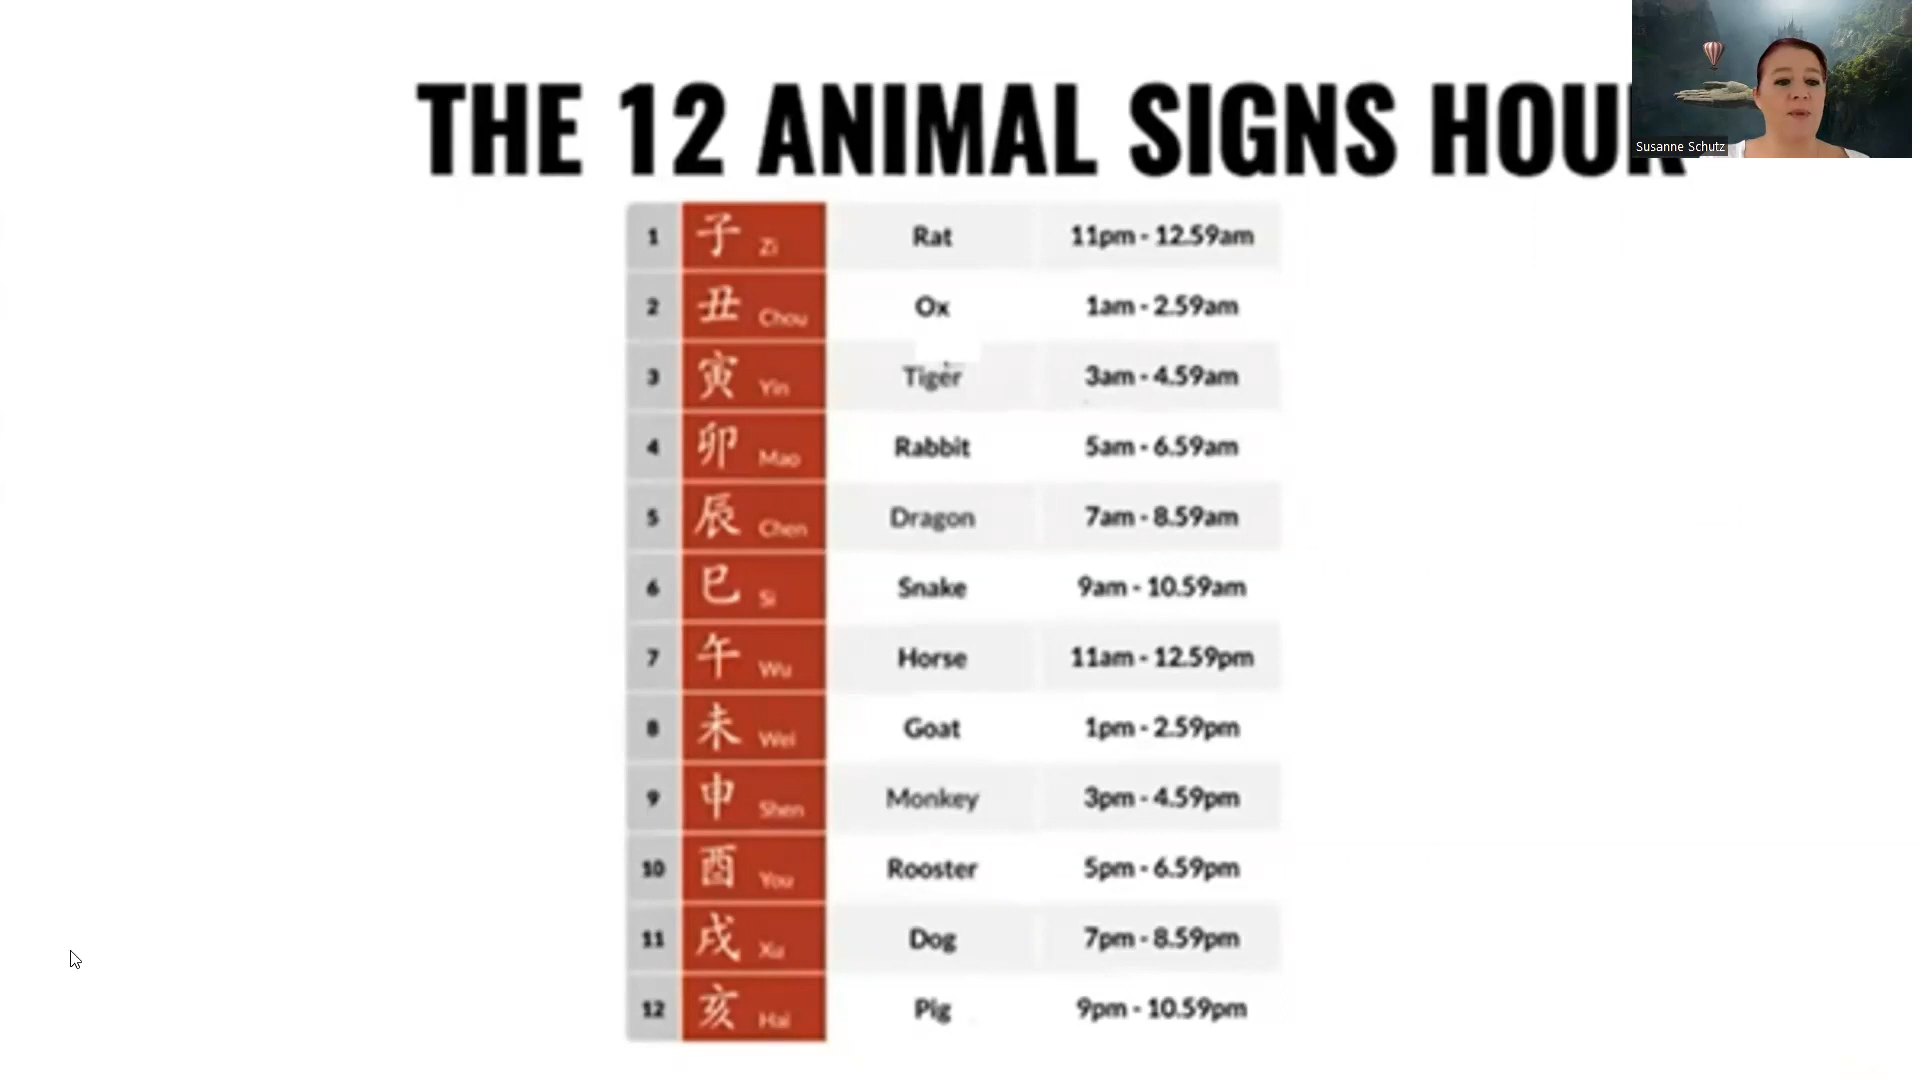 THE 12 ANIMAL SIGNS HOUR
Susanne Schutz
1 子 Zi Rat 11pm - 12.59am
2 丑 Chou Ox 1am - 2.59am
3 寅 Yin Tiger 3am - 4.59am
4 卯 Mao Rabbit 5am - 6.59am
5 辰 Chen Dragon 7am - 8.59am
6 巳 Si Snake 9am - 10.59am
7 午 Wu Horse 11am - 12.59pm
8 未 Wei Goat 1pm - 2.59pm
9 申 Shen Monkey 3pm - 4.59pm
10 酉 You Rooster 5pm - 6.59pm
11 戌 Xu Dog 7pm - 8.59pm
12 亥 Hai Pig 9pm - 10.59pm